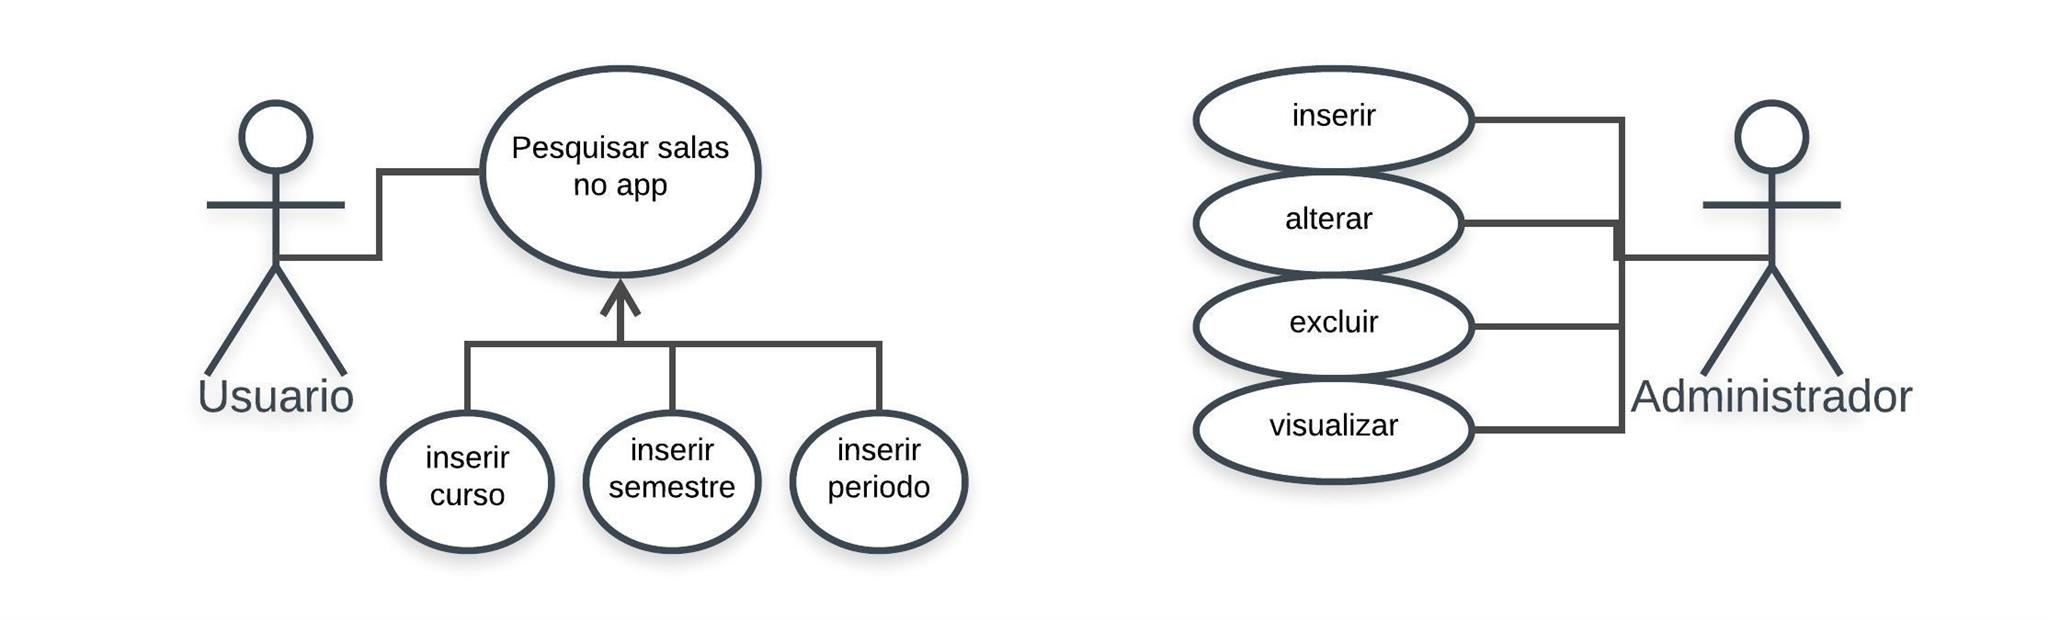 Pesquisar salas
no app
Usuario
inserir
curso
inserir
semestre
inserir
periodo
inserir
alterar
excluir
visualizar
Administrador